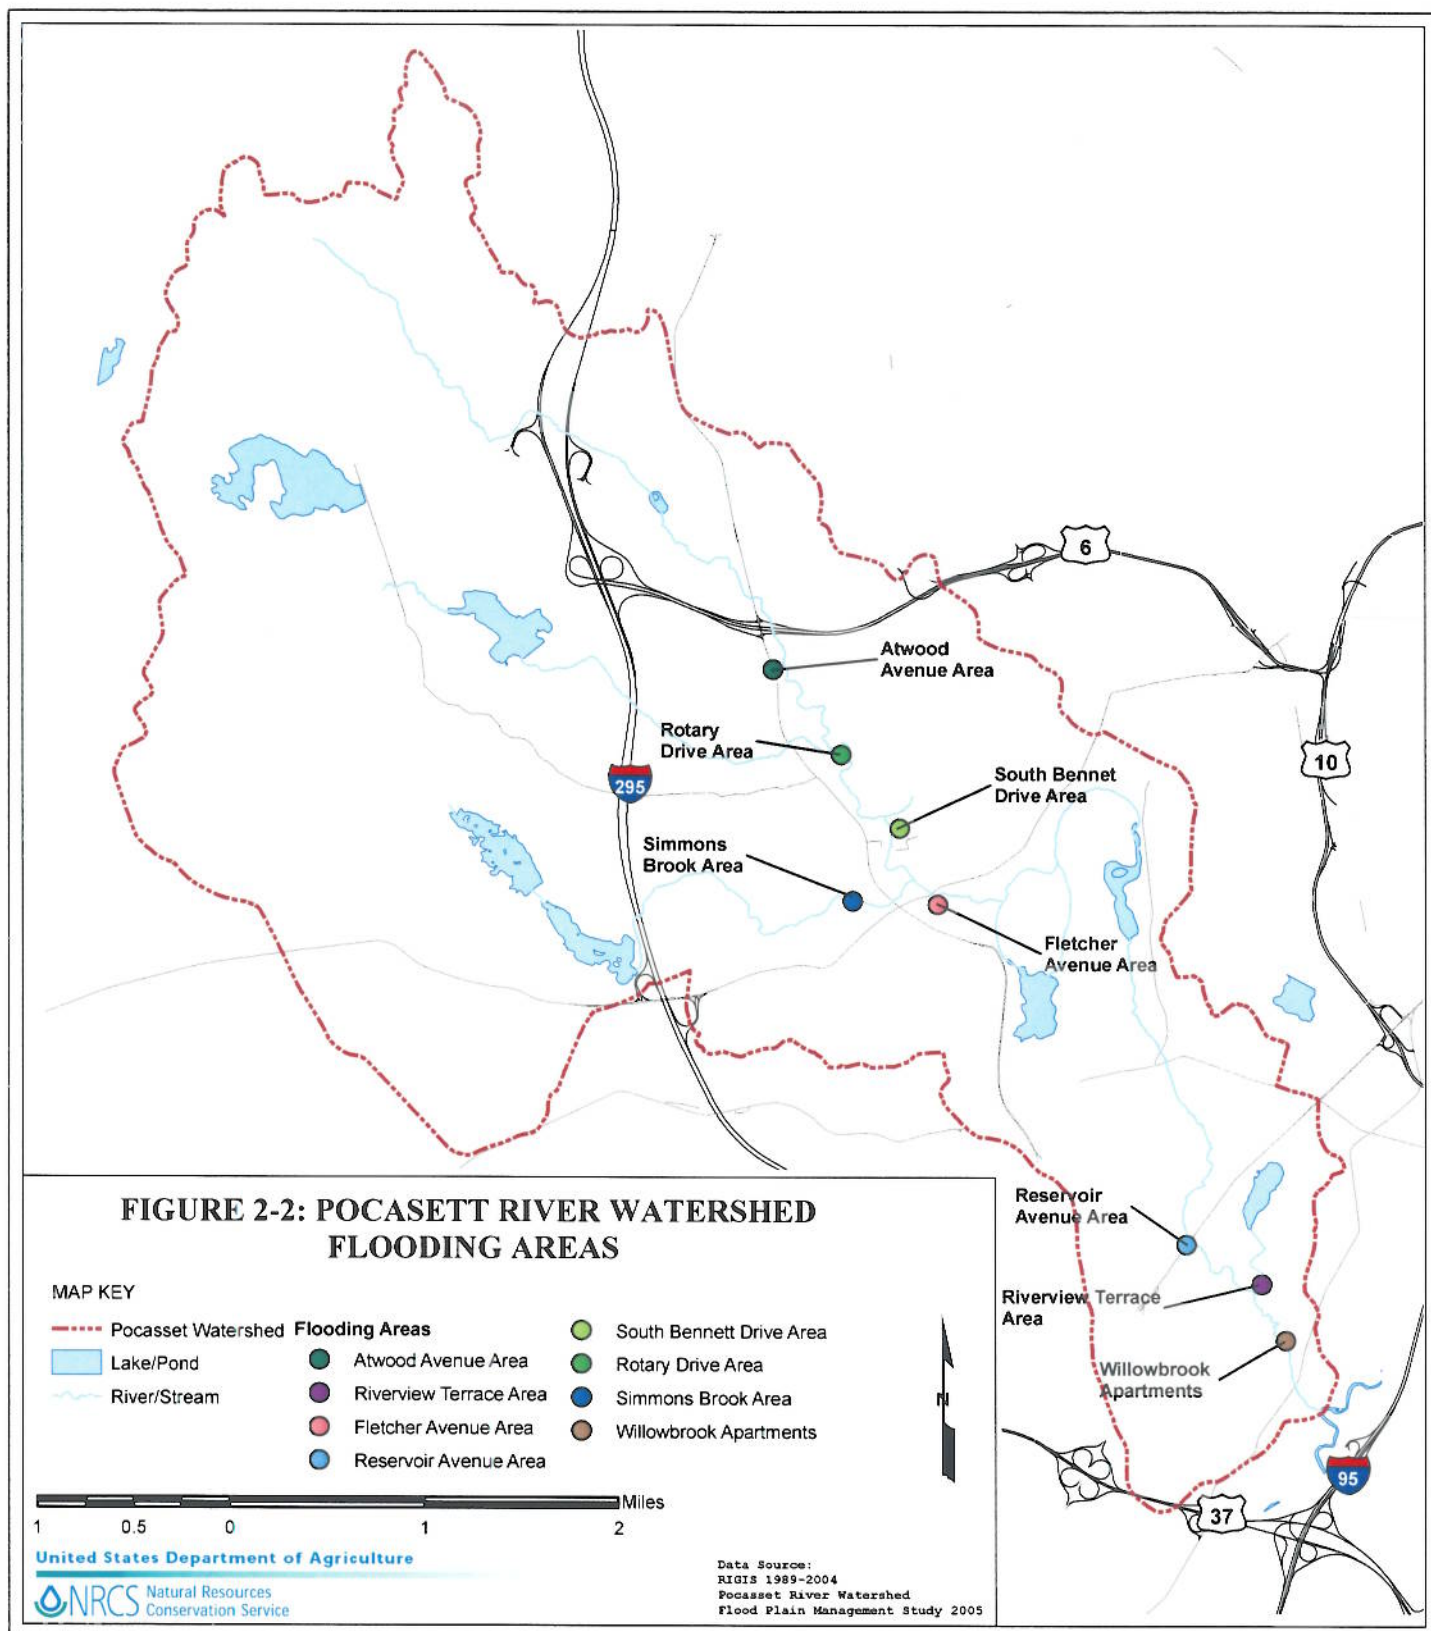 6
Atwood
Avenue Area
Rotary
Drive Area
10
295
South Bennet
Drive Area
Simmons
Brook Area
Fletcher
Avenue Area
Reservoir
Avenue Area
Riverview Terrace
Area
Willowbrook
Apartments
95
37
N
FIGURE 2-2: POCASETT RIVER WATERSHED
FLOODING AREAS
MAP KEY
Pocasset Watershed
Lake/Pond
River/Stream
Flooding Areas
Atwood Avenue Area
Riverview Terrace Area
Fletcher Avenue Area
Reservoir Avenue Area
South Bennett Drive Area
Rotary Drive Area
Simmons Brook Area
Willowbrook Apartments
Miles
1 0.5 0 1 2
United States Department of Agriculture
NRCS Natural Resources
Conservation Service
Data Source:
RIGIS 1989-2004
Pocasset River Watershed
Flood Plain Management Study 2005